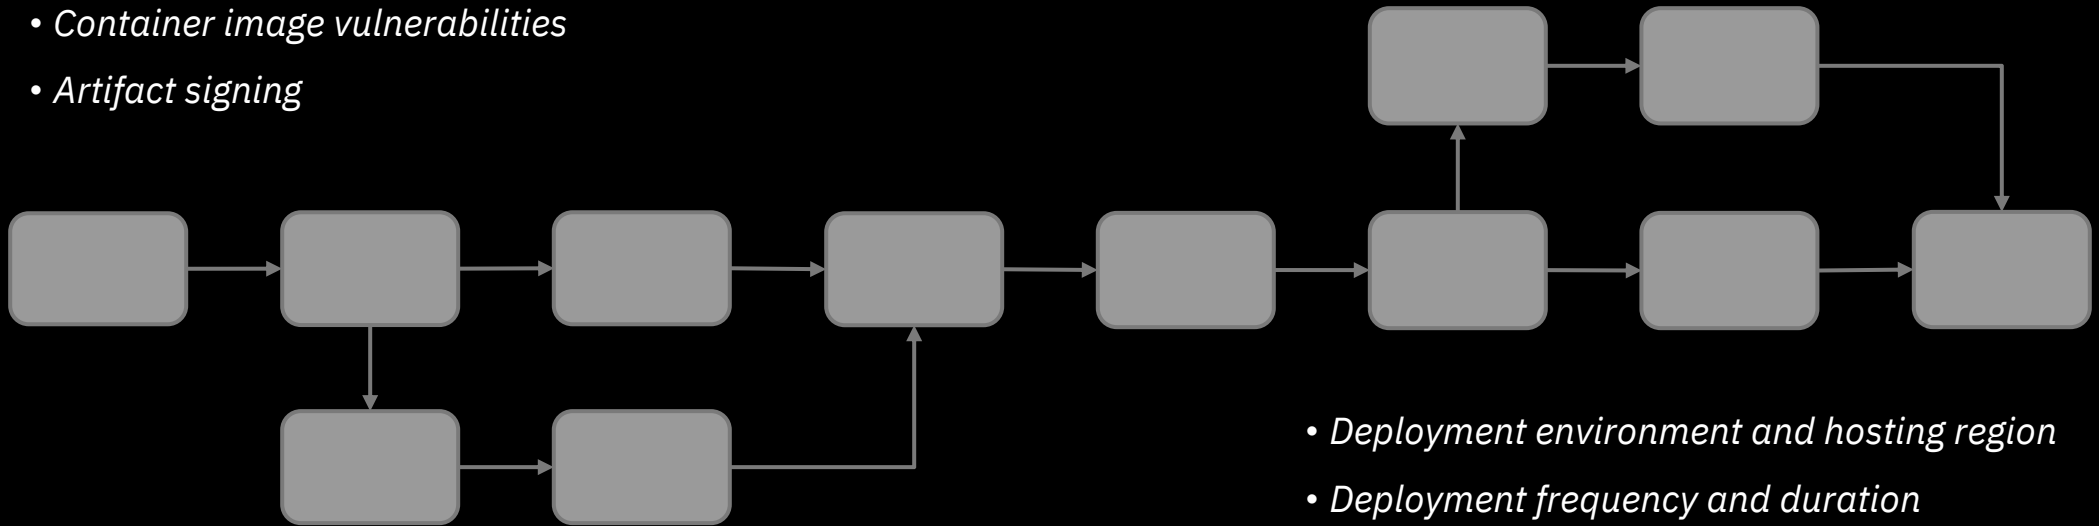 • Container image vulnerabilities
• Artifact signing
• Deployment environment and hosting region
• Deployment frequency and duration